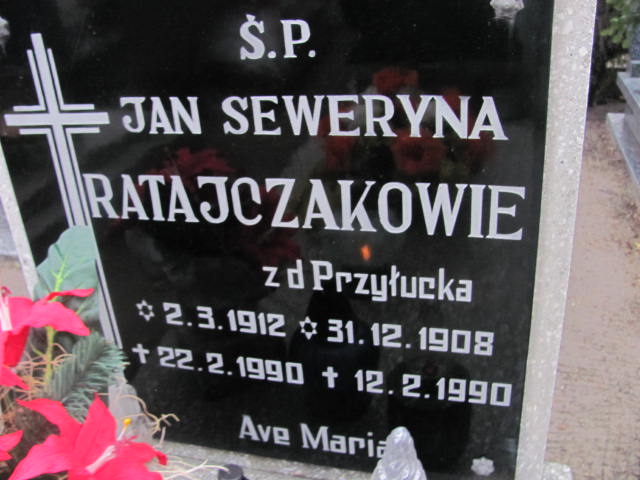 Ś.P.
JAN SEWERYNA
RATAJCZAKOWIE
z d Przyłucka
✡ 2.3.1912 ✡ 31.12.1908
✝ 22.2.1990 ✝ 12.2.1990
Ave Maria